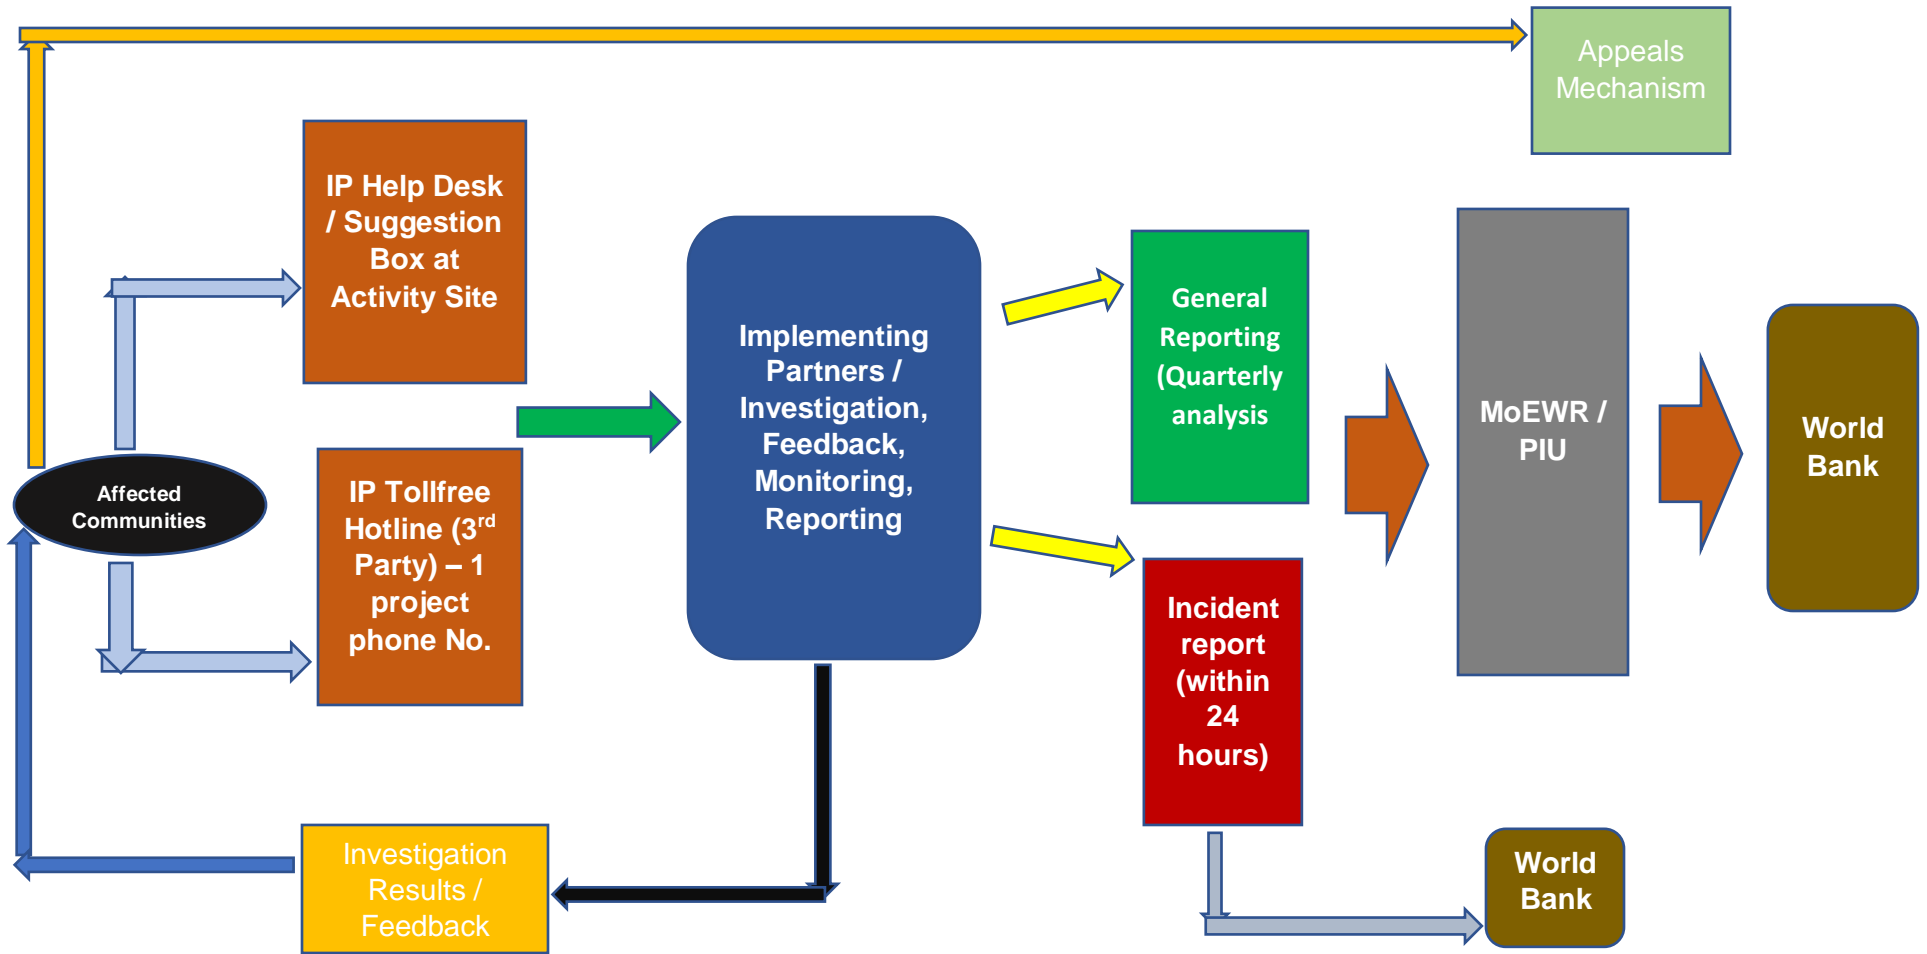 Appeals
Mechanism
IP Help Desk
/ Suggestion
Box at
Activity Site
Affected
Communities
IP Tollfree
Hotline (3rd
Party) – 1
project
phone No.
Implementing
Partners /
Investigation,
Feedback,
Monitoring,
Reporting
General
Reporting
(Quarterly
analysis
Incident
report
(within
24
hours)
MoEWR /
PIU
World
Bank
Investigation
Results /
Feedback
World
Bank